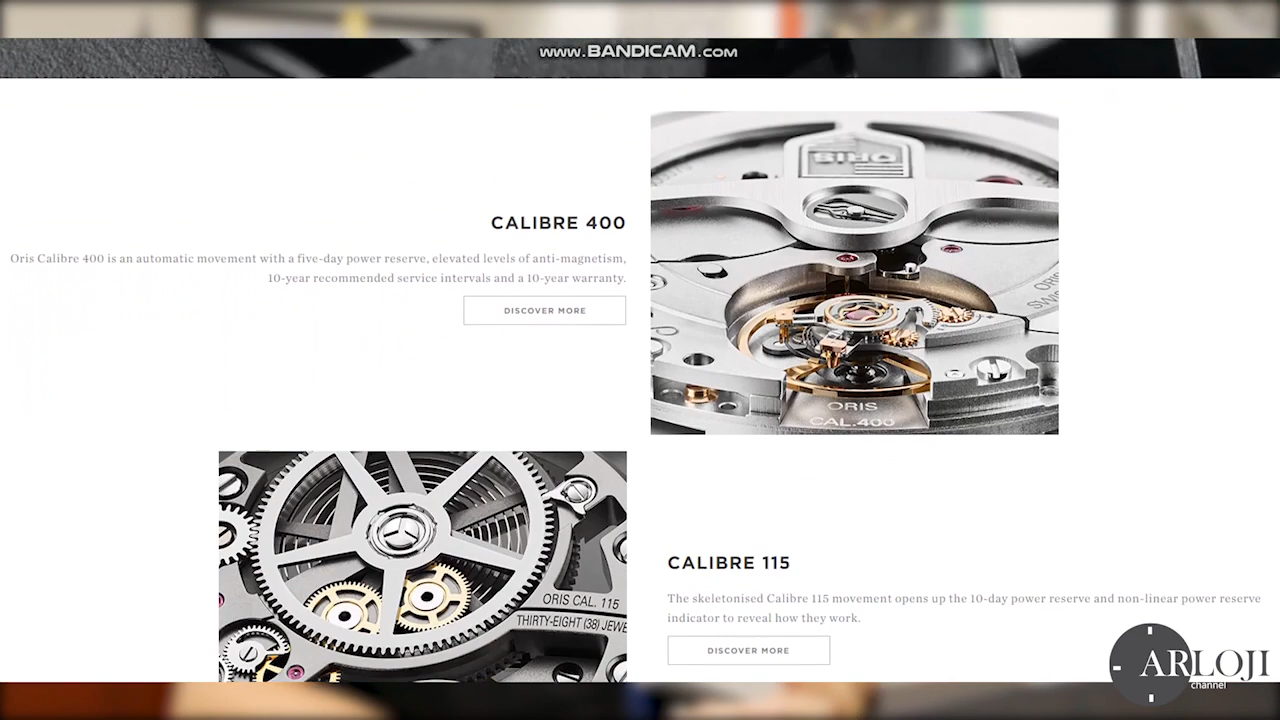 www.BANDICAM.com
CALIBRE 400
Oris Calibre 400 is an automatic movement with a five-day power reserve, elevated levels of anti-magnetism,
10-year recommended service intervals and a 10-year warranty.
DISCOVER MORE
ORIS
ORIS
CAL.400
ORIS CAL. 115
THIRTY-EIGHT (38) JEWE
CALIBRE 115
The skeletonised Calibre 115 movement opens up the 10-day power reserve and non-linear power reserve
indicator to reveal how they work.
DISCOVER MORE
ARLOJI
channel